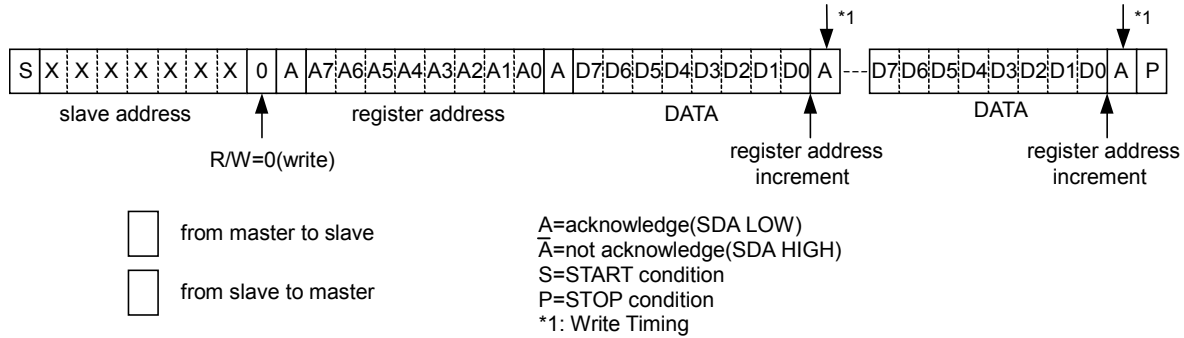 *1 *1
S X X X X X X X 0 A A7 A6 A5 A4 A3 A2 A1 A0 A D7 D6 D5 D4 D3 D2 D1 D0 A D7 D6 D5 D4 D3 D2 D1 D0 A P
slave address register address DATA DATA
R/W=0(write)
register address
increment
register address
increment
from master to slave
from slave to master
A=acknowledge(SDA LOW)
A̅=not acknowledge(SDA HIGH)
S=START condition
P=STOP condition
*1: Write Timing